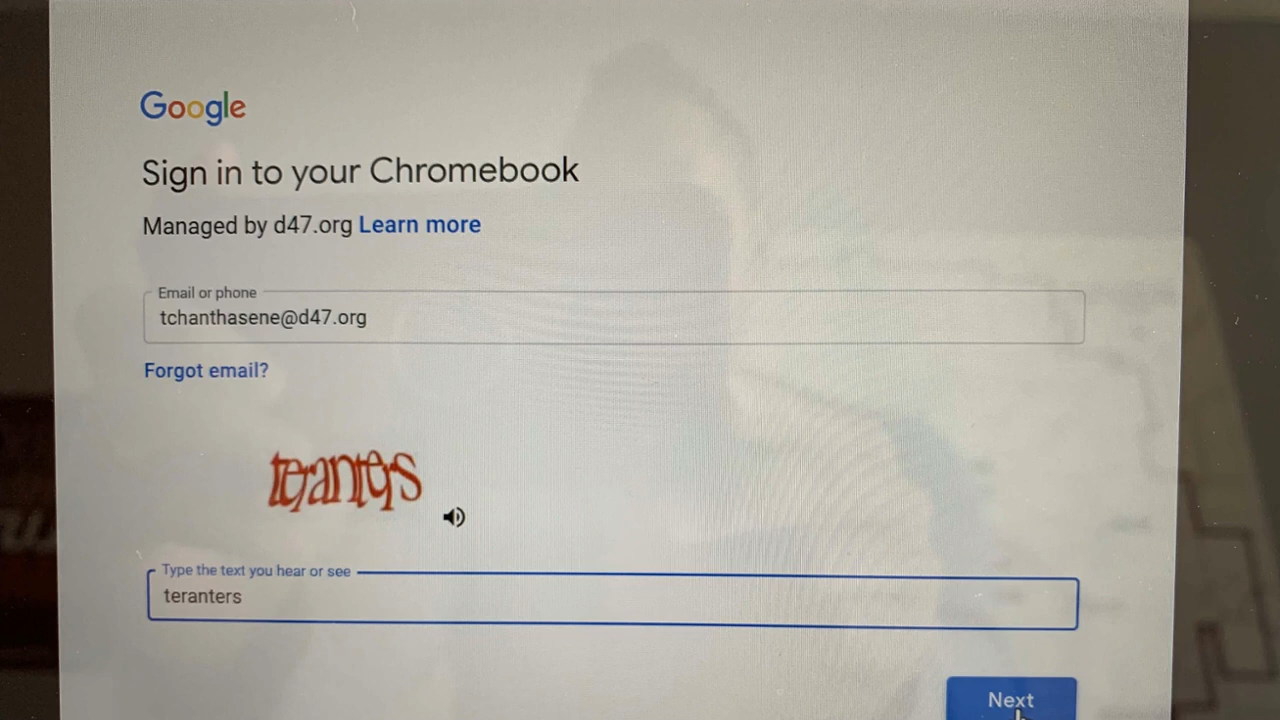 Google
Sign in to your Chromebook
Managed by d47.org Learn more
Email or phone
tchanthasene@d47.org
Forgot email?
teranters
Type the text you hear or see
teranters
Next